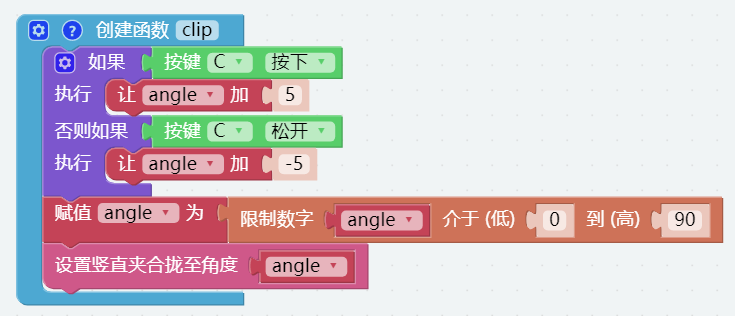 创建函数 clip
如果 按键 C 按下
执行 让 angle 加 5
否则如果 按键 C 松开
执行 让 angle 加 -5
赋值 angle 为 限制数字 angle 介于 (低) 0 到 (高) 90
设置竖直夹合拢至角度 angle